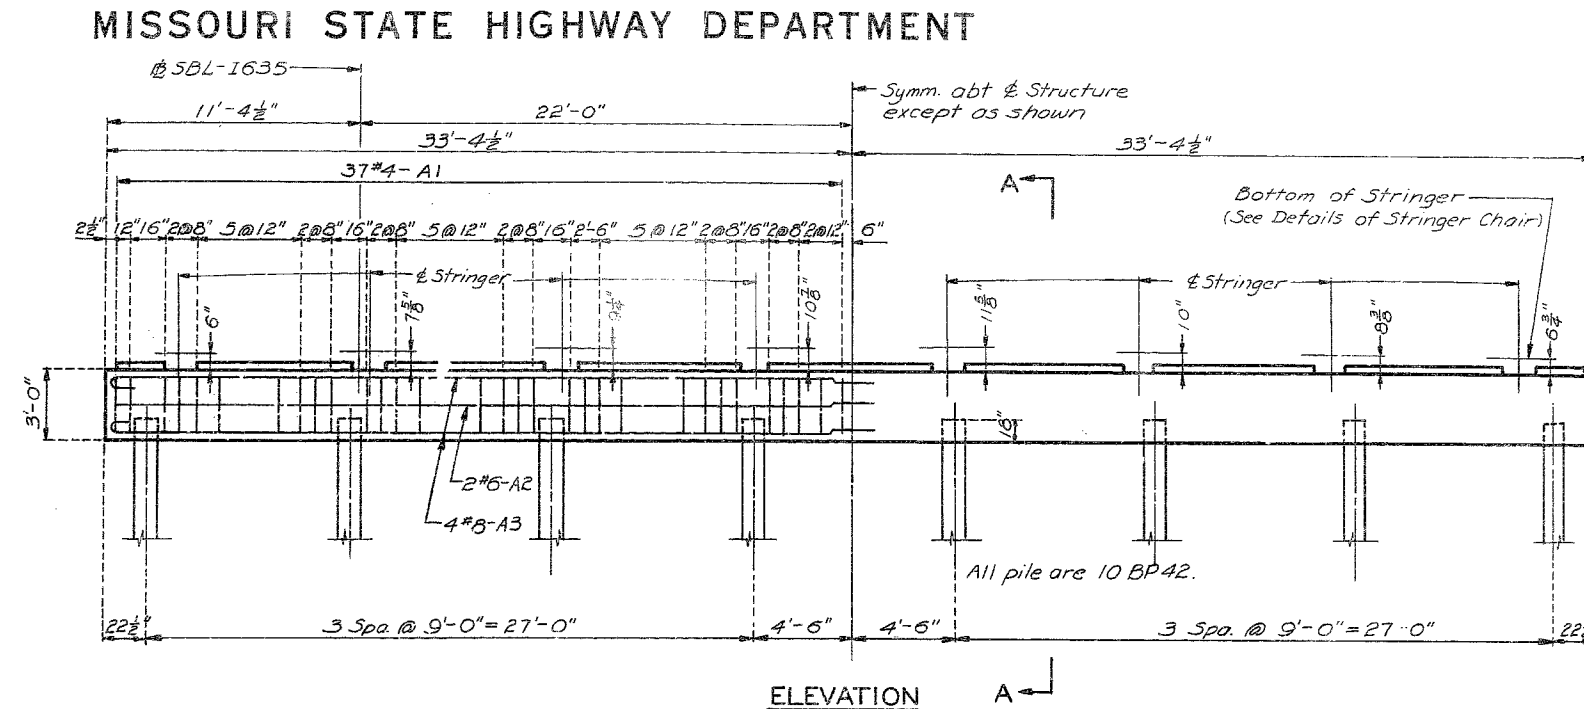 MISSOURI STATE HIGHWAY DEPARTMENT
℄ SBL-I635
11'-4½" 22'-0"
Symm. abt ℄ Structure
except as shown
33'-4½" 33'-4½"
37#4-A1
A
Bottom of Stringer
(See Details of Stringer Chair)
2½" 12" 16" 2@8" 5@12" 2@8" 16" 2@8" 5@12" 2@8" 16" 2'-6" 5@12" 2@8" 16" 2@8" 2@12" 6"
℄ Stringer ℄ Stringer
6" 7⅝" 9¼" 10⅞" 11⅝" 10" 8⅜" 6¾"
3'-0"
18"
2#6-A2
4#8-A3
All pile are 10 BP 42.
22½" 3 Spa. @ 9'-0"=27'-0" 4'-6" 4'-6" 3 Spa. @ 9'-0"=27'-0" 22½
ELEVATION A